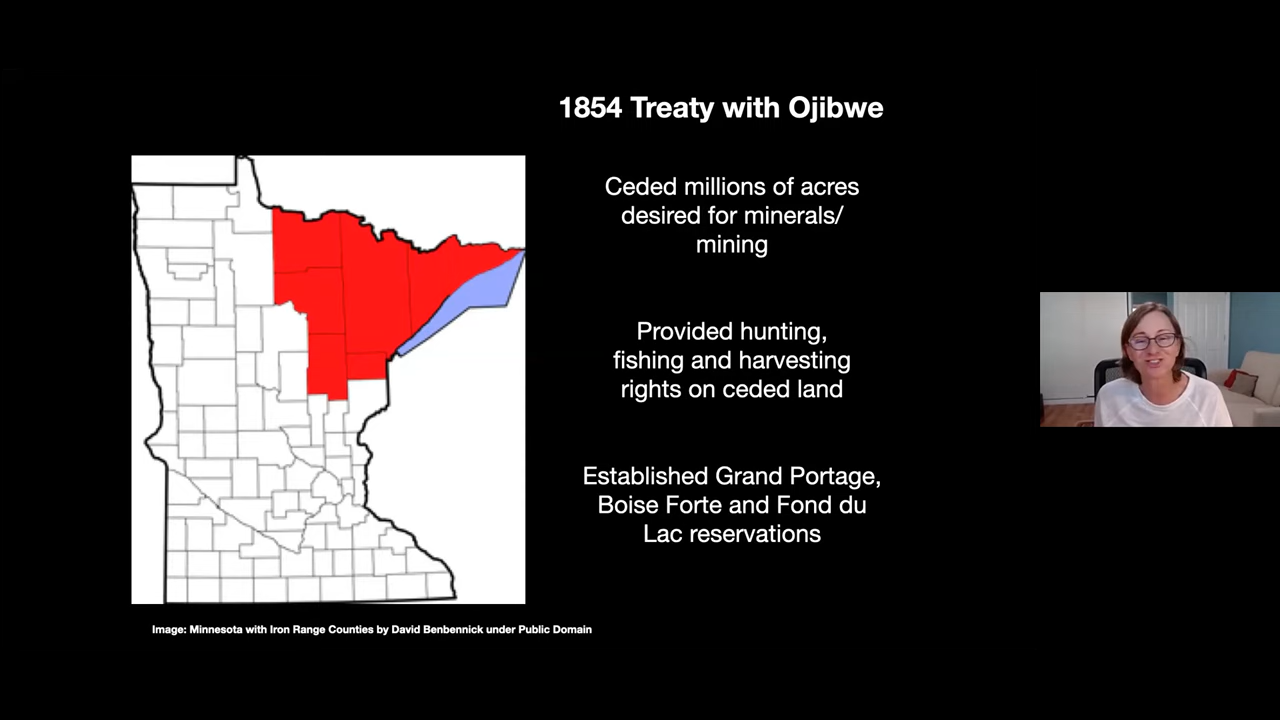 1854 Treaty with Ojibwe
Ceded millions of acres
desired for minerals/
mining
Provided hunting,
fishing and harvesting
rights on ceded land
Established Grand Portage,
Boise Forte and Fond du
Lac reservations
Image: Minnesota with Iron Range Counties by David Benbennick under Public Domain